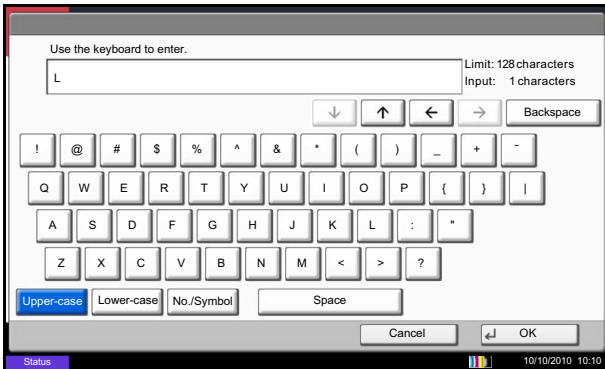 Use the keyboard to enter.
Limit: 128 characters
L
Input: 1 characters
↓ ↑ ← → Backspace
! @ # $ % ^ & * ( ) _ + ~
Q W E R T Y U I O P { } |
A S D F G H J K L : "
Z X C V B N M < > ?
Upper-case Lower-case No./Symbol Space
Cancel OK
Status 10/10/2010 10:10